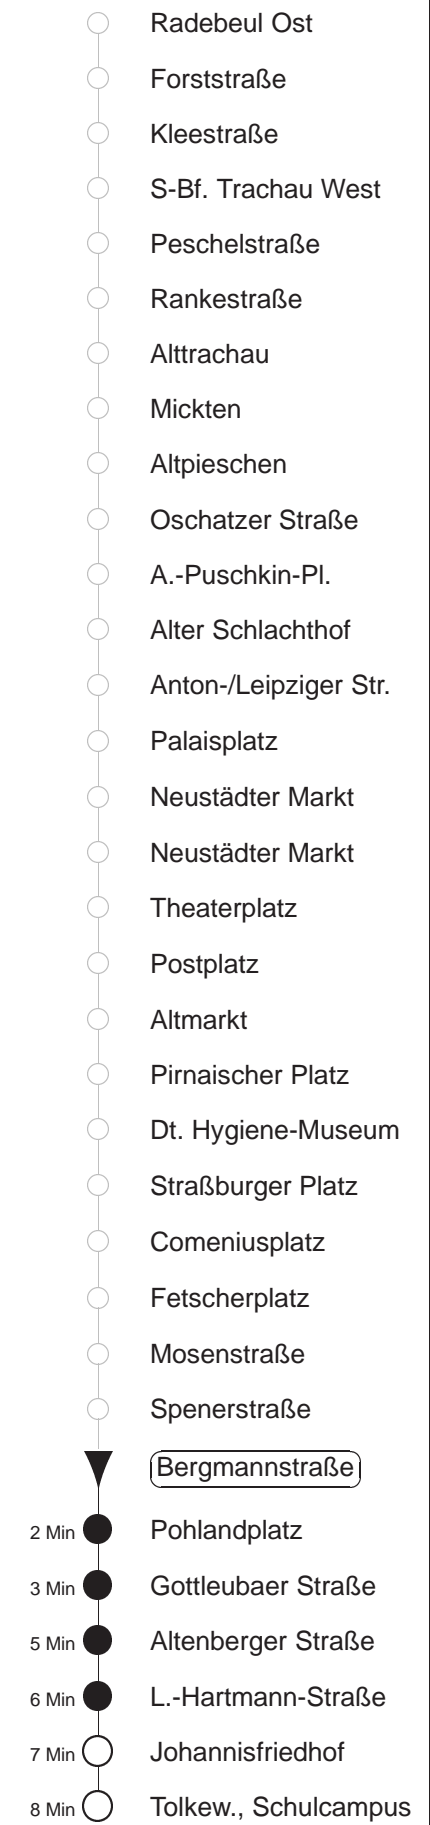 Radebeul Ost
Forststraße
Kleestraße
S-Bf. Trachau West
Peschelstraße
Rankestraße
Alttrachau
Mickten
Altpieschen
Oschatzer Straße
A.-Puschkin-Pl.
Alter Schlachthof
Anton-/Leipziger Str.
Palaisplatz
Neustädter Markt
Neustädter Markt
Theaterplatz
Postplatz
Altmarkt
Pirnaischer Platz
Dt. Hygiene-Museum
Straßburger Platz
Comeniusplatz
Fetscherplatz
Mosenstraße
Spenerstraße
Bergmannstraße
2 Min Pohlandplatz
3 Min Gottleubaer Straße
5 Min Altenberger Straße
6 Min L.-Hartmann-Straße
7 Min Johannisfriedhof
8 Min Tolkew., Schulcampus